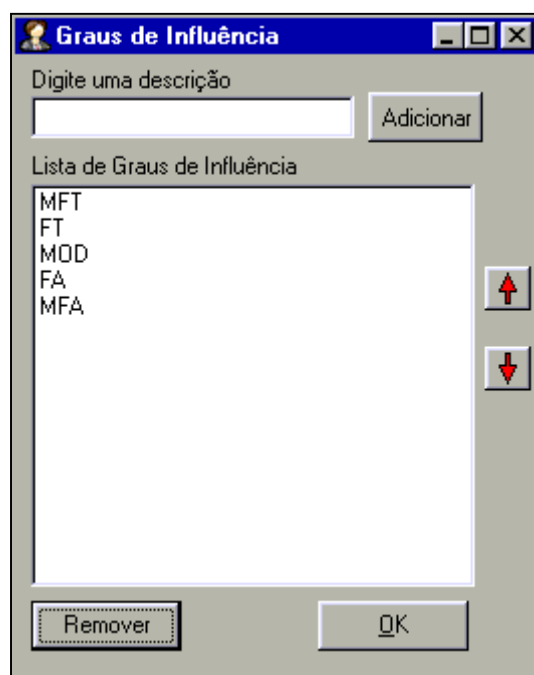 Graus de Influência
Digite uma descrição
Adicionar
Lista de Graus de Influência
MFT
FT
MOD
FA
MFA
Remover
OK